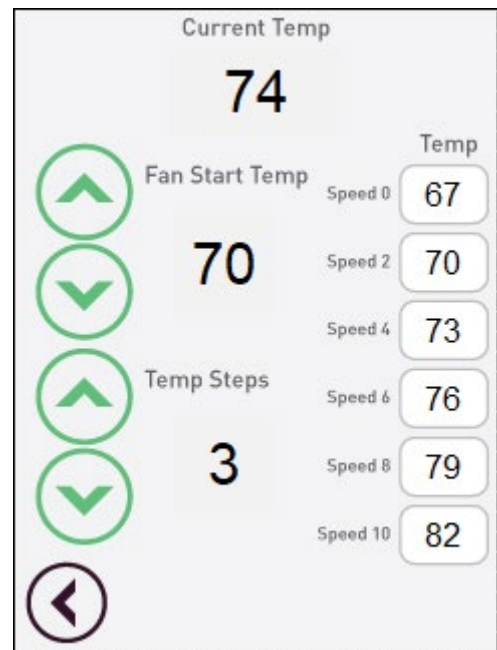 Current Temp
74
Temp
Fan Start Temp
Speed 0 67
70
Speed 2 70
Speed 4 73
Temp Steps
Speed 6 76
3
Speed 8 79
Speed 10 82